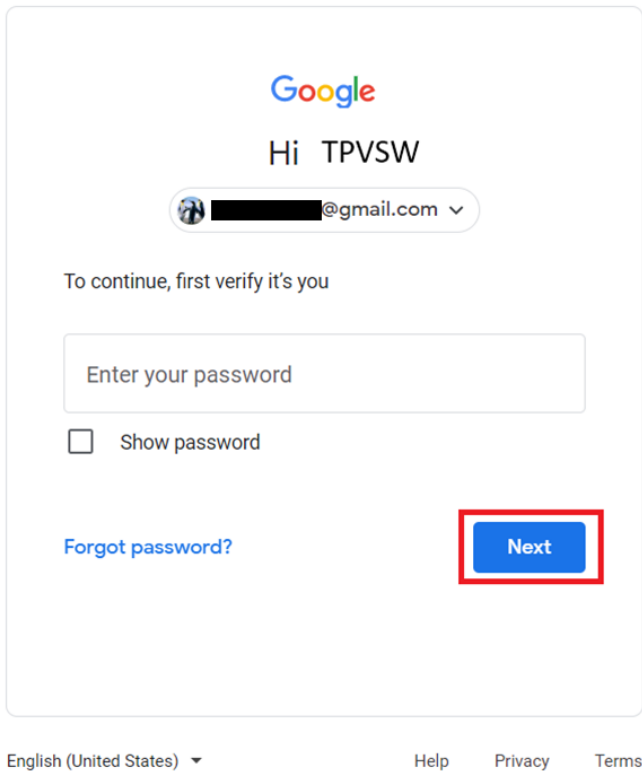 Google
Hi TPVSW
@gmail.com
To continue, first verify it's you
Enter your password
Show password
Forgot password?
Next
English (United States)
Help Privacy Terms